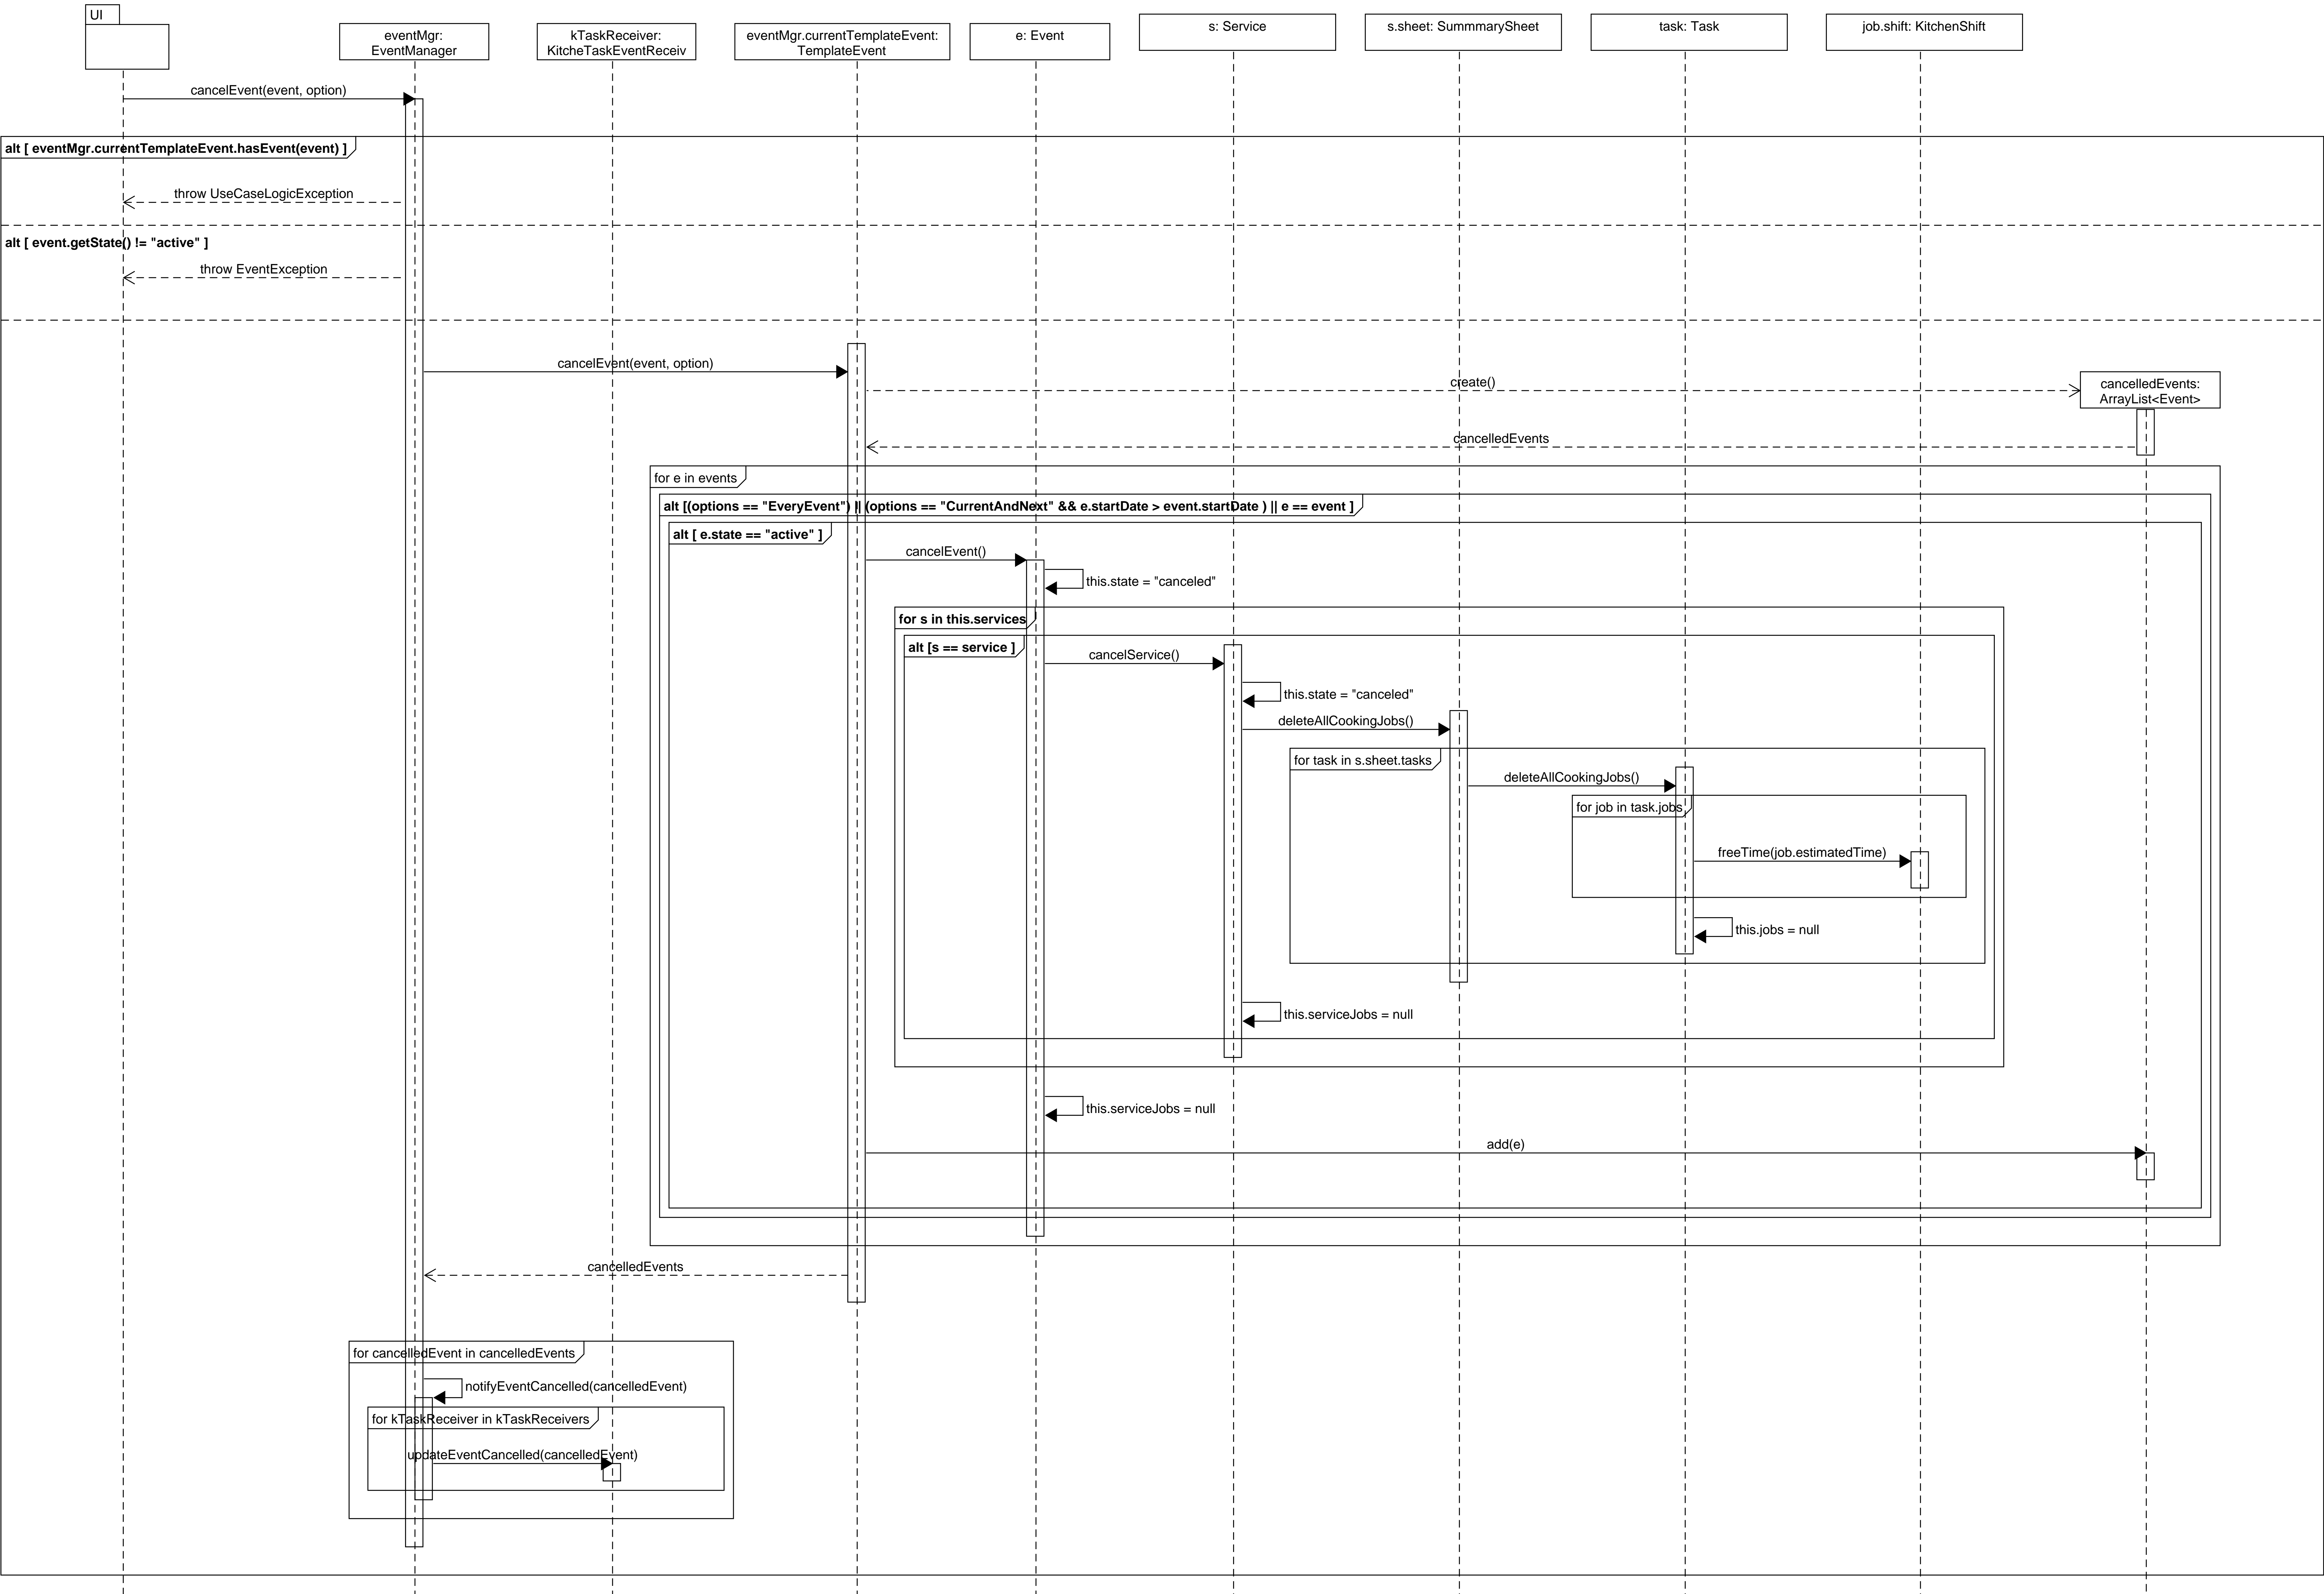 UI
eventMgr:
EventManager
kTaskReceiver:
KitcheTaskEventReceiv
eventMgr.currentTemplateEvent:
TemplateEvent
e: Event
s: Service
s.sheet: SummmarySheet
task: Task
job.shift: KitchenShift
cancelEvent(event, option)
alt [ eventMgr.currentTemplateEvent.hasEvent(event) ]
throw UseCaseLogicException
alt [ event.getState() != "active" ]
throw EventException
cancelEvent(event, option)
create()
cancelledEvents:
ArrayList<Event>
cancelledEvents
for e in events
alt [(options == "EveryEvent") || (options == "CurrentAndNext" && e.startDate > event.startDate ) || e == event ]
alt [ e.state == "active" ]
cancelEvent()
this.state = "canceled"
for s in this.services
alt [s == service ]
cancelService()
this.state = "canceled"
deleteAllCookingJobs()
for task in s.sheet.tasks
deleteAllCookingJobs()
for job in task.jobs
freeTime(job.estimatedTime)
this.jobs = null
this.serviceJobs = null
this.serviceJobs = null
add(e)
cancelledEvents
for cancelledEvent in cancelledEvents
notifyEventCancelled(cancelledEvent)
for kTaskReceiver in kTaskReceivers
updateEventCancelled(cancelledEvent)